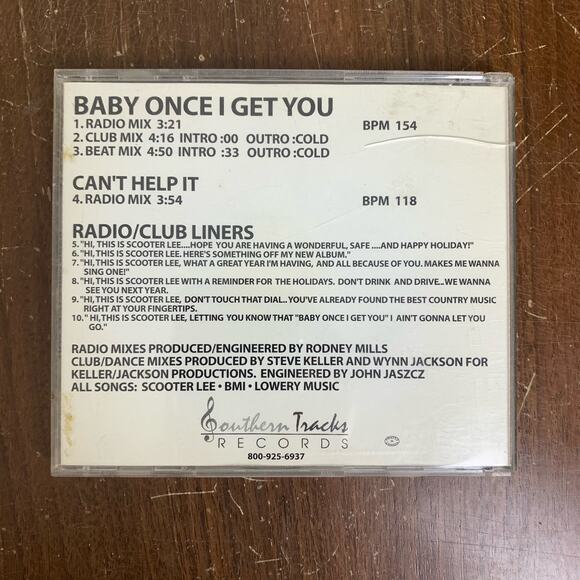 BABY ONCE I GET YOU
1. RADIO MIX 3:21 BPM 154
2. CLUB MIX 4:16 INTRO :00 OUTRO :COLD
3. BEAT MIX 4:50 INTRO :33 OUTRO :COLD
CAN'T HELP IT
4. RADIO MIX 3:54 BPM 118
RADIO/CLUB LINERS
5. "HI, THIS IS SCOOTER LEE....HOPE YOU ARE HAVING A WONDERFUL, SAFE ....AND HAPPY HOLIDAY!"
6. "HI, THIS IS SCOOTER LEE. HERE'S SOMETHING OFF MY NEW ALBUM."
7. "HI, THIS IS SCOOTER LEE, WHAT A GREAT YEAR I'M HAVING, AND ALL BECAUSE OF YOU. MAKES ME WANNA
SING ONE!"
8. "HI, THIS IS SCOOTER LEE WITH A REMINDER FOR THE HOLIDAYS. DON'T DRINK AND DRIVE...WE WANNA
SEE YOU NEXT YEAR.
9. "HI, THIS IS SCOOTER LEE, DON'T TOUCH THAT DIAL...YOU'VE ALREADY FOUND THE BEST COUNTRY MUSIC
RIGHT AT YOUR FINGERTIPS.
10." HI,THIS IS SCOOTER LEE, LETTING YOU KNOW THAT "BABY ONCE I GET YOU" I AIN'T GONNA LET YOU
GO."
RADIO MIXES PRODUCED/ENGINEERED BY RODNEY MILLS
CLUB/DANCE MIXES PRODUCED BY STEVE KELLER AND WYNN JACKSON FOR
KELLER/JACKSON PRODUCTIONS. ENGINEERED BY JOHN JASZCZ
ALL SONGS: SCOOTER LEE • BMI • LOWERY MUSIC
Southern Tracks
RECORDS
800-925-6937